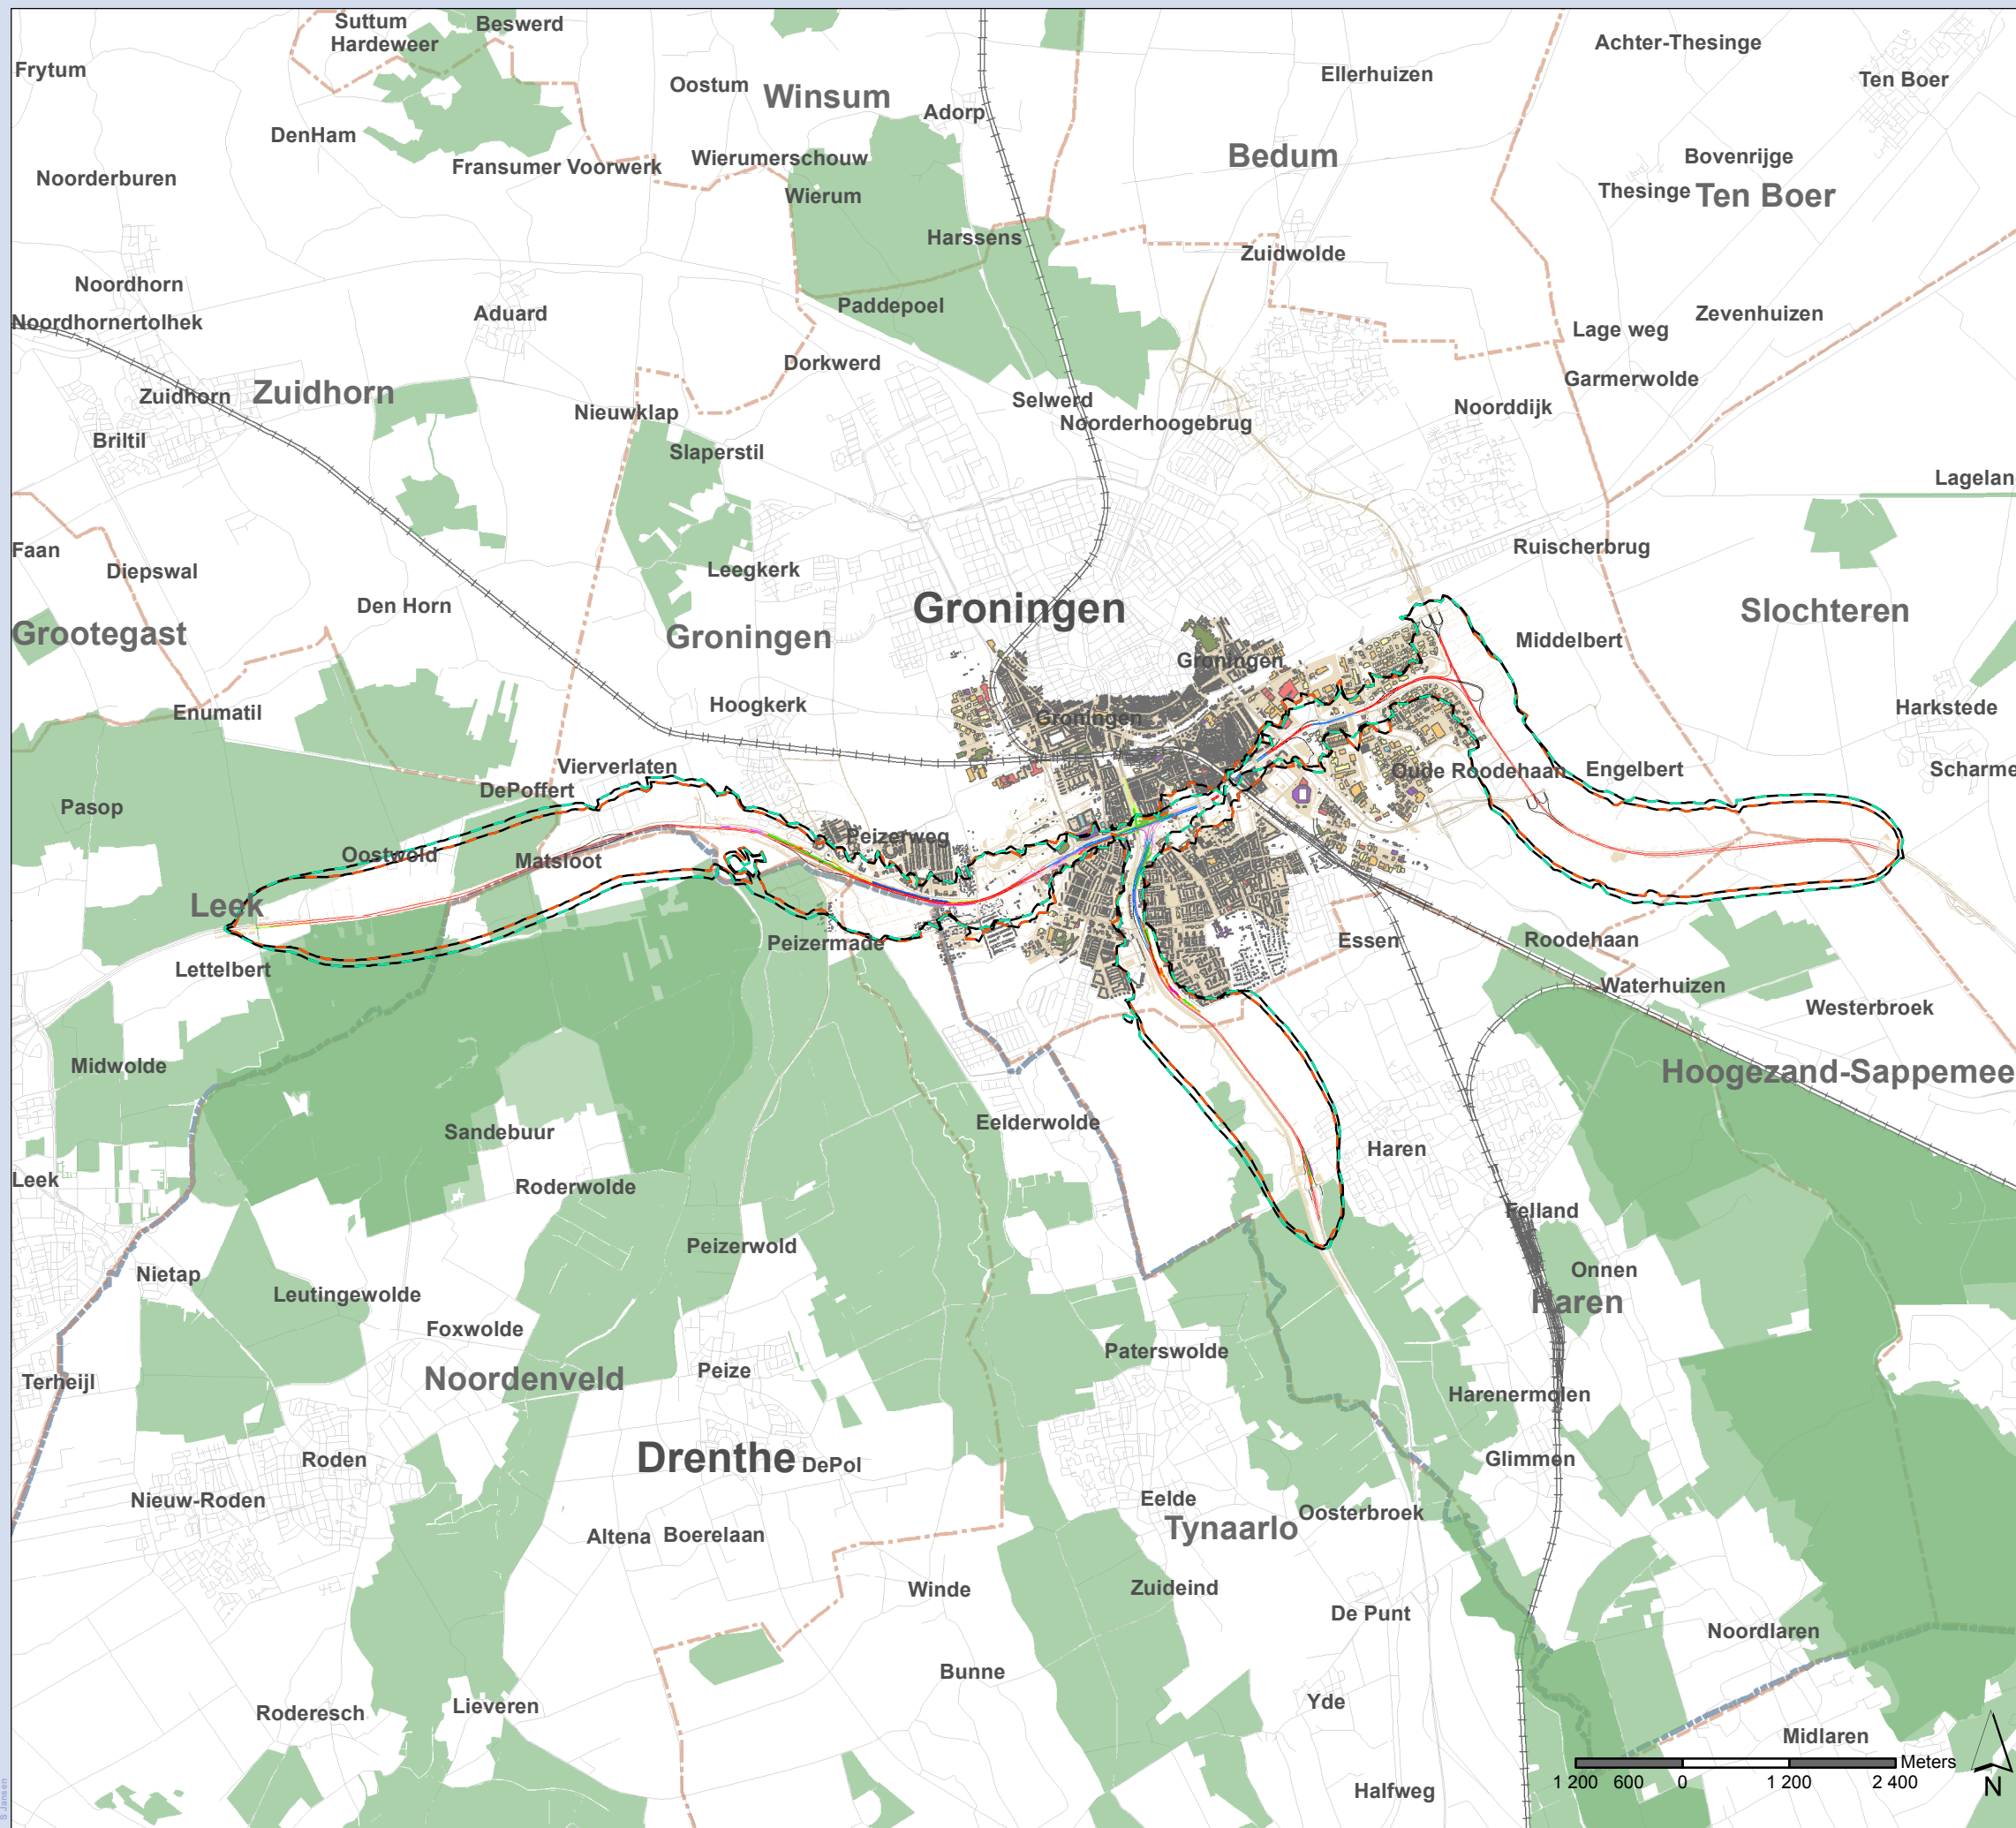 Suttum
Beswerd
Hardeweer
Achter-Thesinge
Frytum
Ellerhuizen
Ten Boer
Oostum
Winsum
Adorp
DenHam
Bedum
Bovenrijge
Fransumer Voorwerk
Wierumerschouw
Noorderburen
Wierum
Thesinge
Ten Boer
Harssens
Zuidwolde
Noordhorn
Paddepoel
Aduard
Zevenhuizen
Noordhornertolhek
Lage weg
Dorkwerd
Garmerwolde
Zuidhorn
Zuidhorn
Selwerd
Noorddijk
Nieuwklap
Noorderhoogebrug
Briltil
Slaperstil
Lagelan
Faan
Ruischerbrug
Diepswal
Leegkerk
Den Horn
Groningen
Slochteren
Grootegast
Groningen
Middelbert
Groningen
Enumatil
Hoogkerk
Harkstede
Groningen
Vierverlaten
Oude Roodehaan
Engelbert
Scharme
DePoffert
Pasop
Peizerweg
Oostwold
Matsloot
Leek
Peizermade
Essen
Roodehaan
Lettelbert
Waterhuizen
Westerbroek
Midwolde
Hoogezand-Sappemee
Eelderwolde
Sandebuur
Haren
Leek
Roderwolde
Felland
Peizerwold
Nietap
Onnen
Leutingewolde
Haren
Foxwolde
Paterswolde
Peize
Noordenveld
Terheijl
Harenermolen
Drenthe
DePol
Roden
Glimmen
Nieuw-Roden
Eelde
Oosterbroek
Tynaarlo
Altena
Boerelaan
Winde
Zuideind
De Punt
Noordlaren
Bunne
Yde
Roderesch
Lieveren
Midlaren
Meters
1 200
600
0
1 200
2 400
N
Halfweg
S Jansen